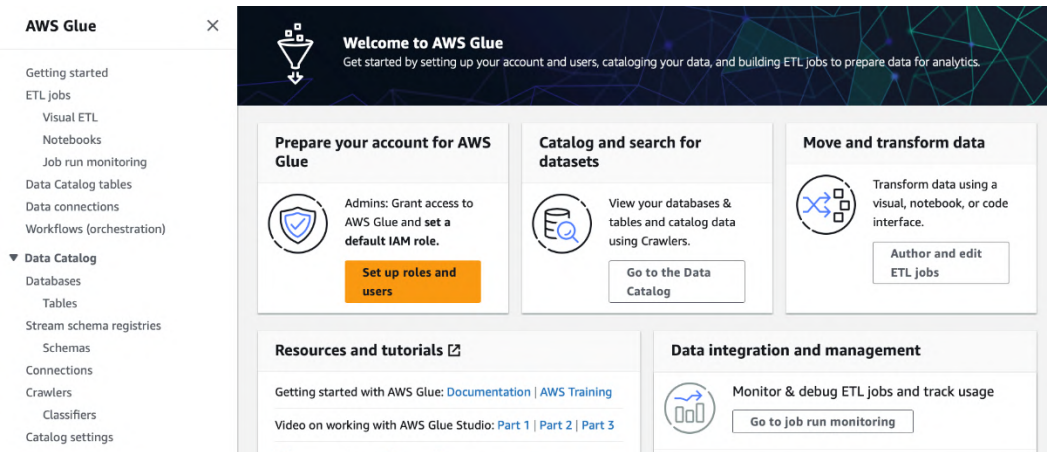 AWS Glue
Getting started
ETL jobs
Visual ETL
Notebooks
Job run monitoring
Data Catalog tables
Data connections
Workflows (orchestration)
Data Catalog
Databases
Tables
Stream schema registries
Schemas
Connections
Crawlers
Classifiers
Catalog settings
Welcome to AWS Glue
Get started by setting up your account and users, cataloging your data, and building ETL jobs to prepare data for analytics.
Prepare your account for AWS
Glue
Admins: Grant access to
AWS Glue and set a
default IAM role.
Set up roles and
users
Catalog and search for
datasets
View your databases &
tables and catalog data
using Crawlers.
Go to the Data
Catalog
Move and transform data
Transform data using a
visual, notebook, or code
interface.
Author and edit
ETL jobs
Resources and tutorials
Getting started with AWS Glue: Documentation | AWS Training
Video on working with AWS Glue Studio: Part 1 | Part 2 | Part 3
Data integration and management
Monitor & debug ETL jobs and track usage
Go to job run monitoring